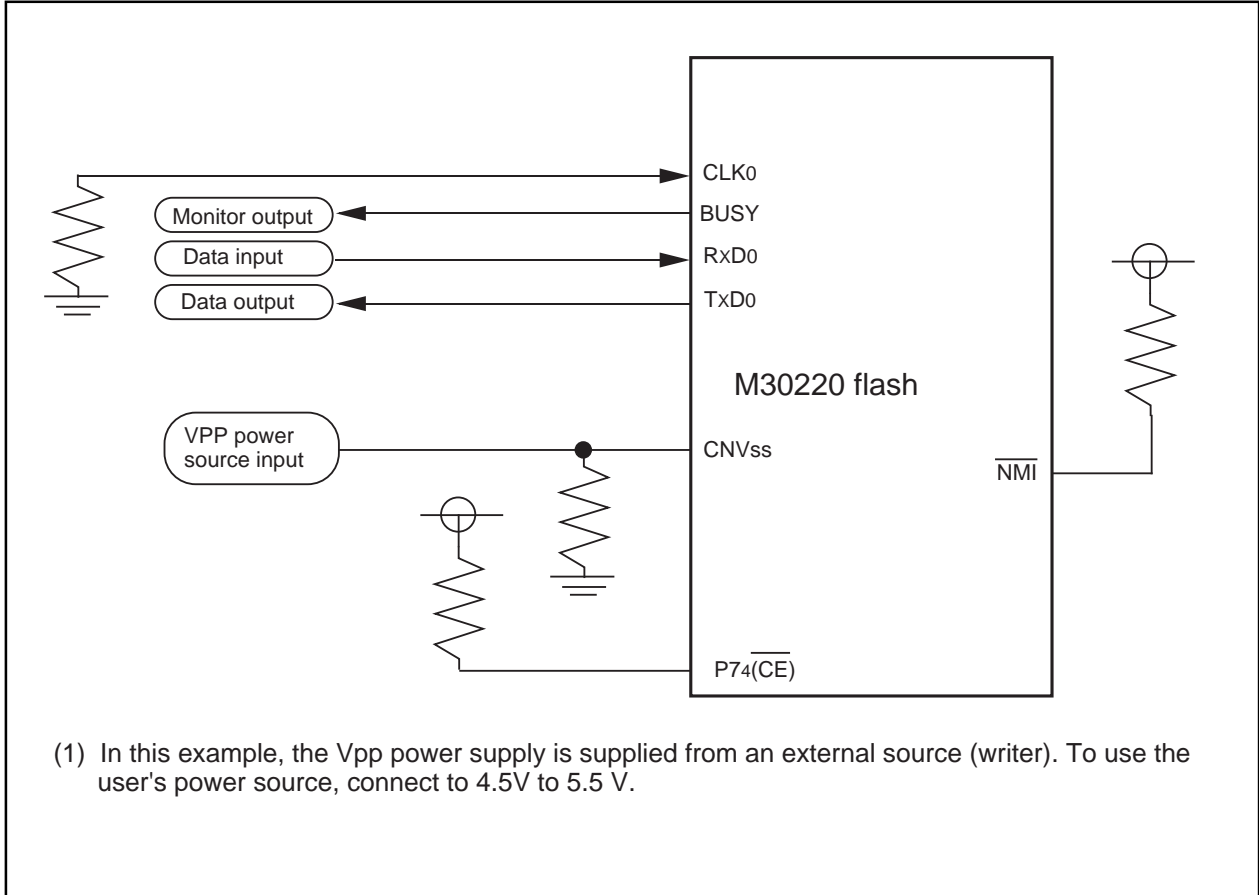 CLK0
Monitor output
BUSY
Data input
RxD0
Data output
TxD0
M30220 flash
VPP power
source input
CNVss
NMI
P74(CE)
(1) In this example, the Vpp power supply is supplied from an external source (writer). To use the
user's power source, connect to 4.5V to 5.5 V.